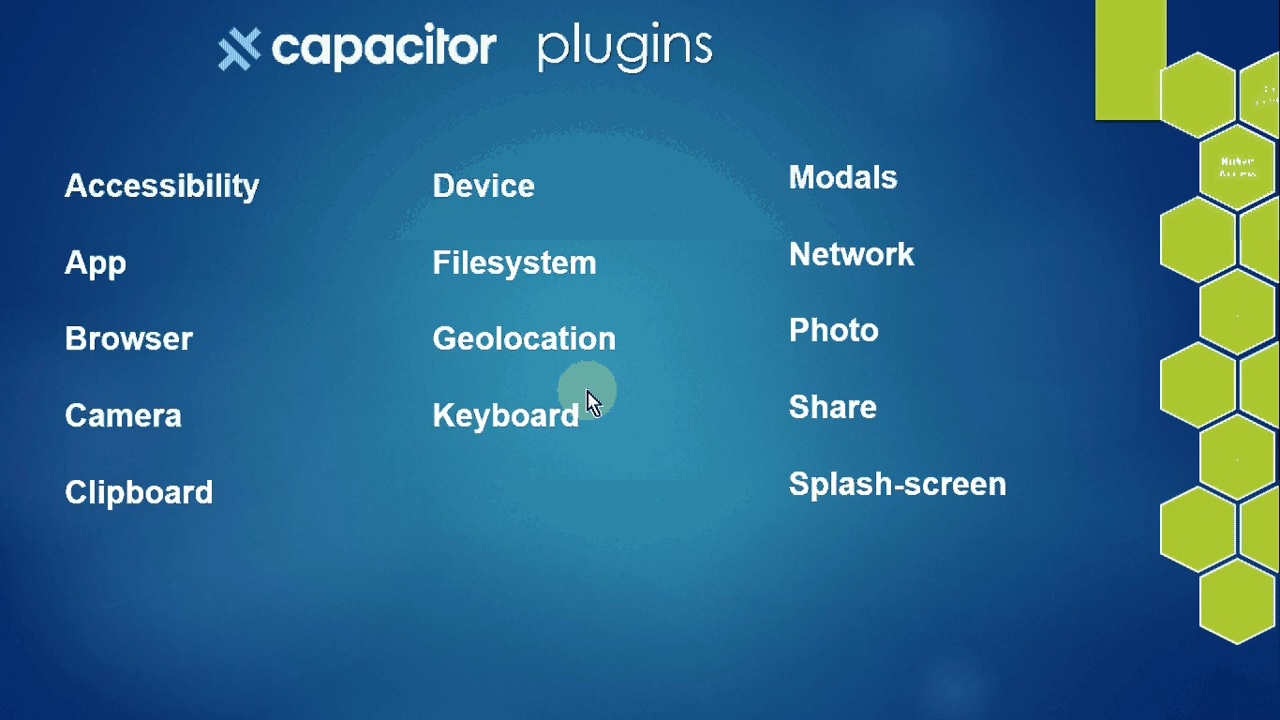 capacitor plugins
Accessibility
App
Browser
Camera
Clipboard
Device
Filesystem
Geolocation
Keyboard
Modals
Network
Photo
Share
Splash-screen